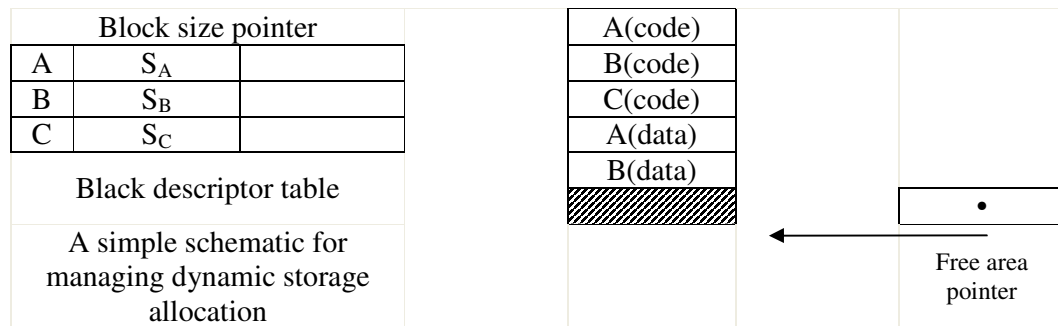 Block size pointer
A S_A
B S_B
C S_C
Black descriptor table
A simple schematic for
managing dynamic storage
allocation
A(code)
B(code)
C(code)
A(data)
B(data)
Free area
pointer